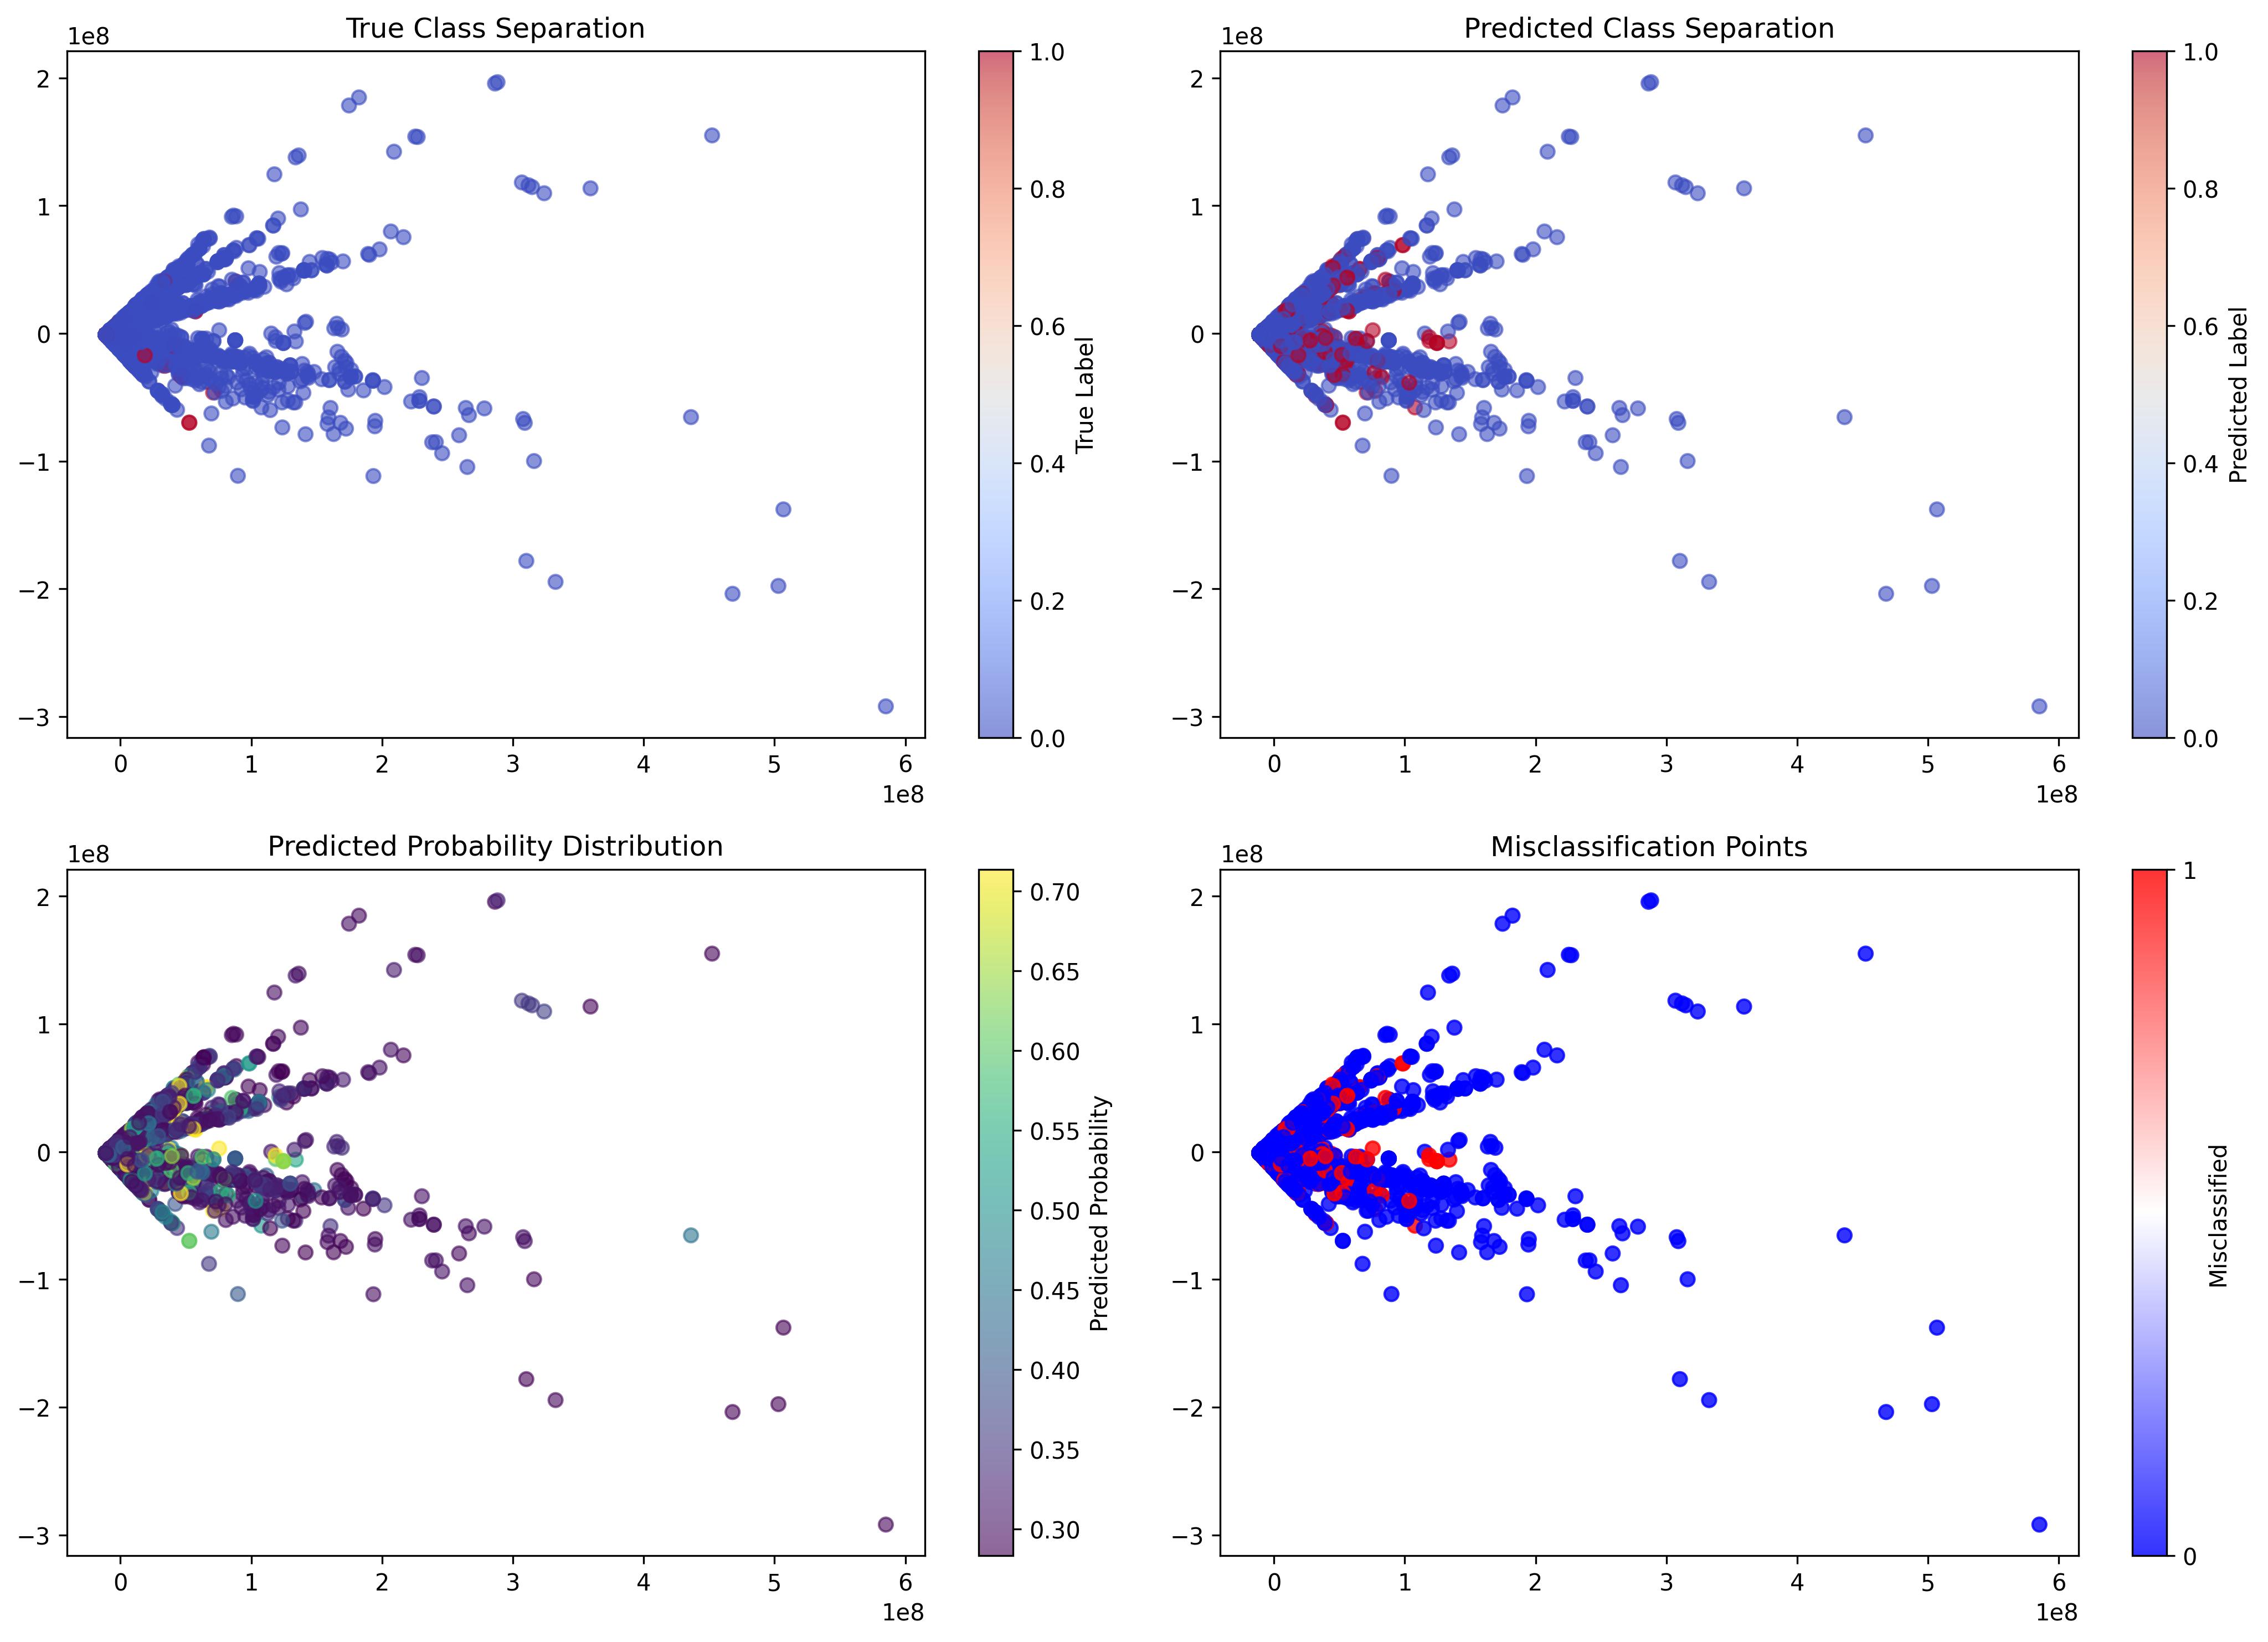 True Class Separation
1e8
2
1
0
−1
−2
−3
0 1 2 3 4 5 6
1e8
1.0
0.8
0.6
0.4
0.2
0.0
True Label
Predicted Class Separation
1e8
2
1
0
−1
−2
−3
0 1 2 3 4 5 6
1e8
1.0
0.8
0.6
0.4
0.2
0.0
Predicted Label
Predicted Probability Distribution
1e8
2
1
0
−1
−2
−3
0 1 2 3 4 5 6
1e8
0.70
0.65
0.60
0.55
0.50
0.45
0.40
0.35
0.30
Predicted Probability
Misclassification Points
1e8
2
1
0
−1
−2
−3
0 1 2 3 4 5 6
1e8
1
0
Misclassified